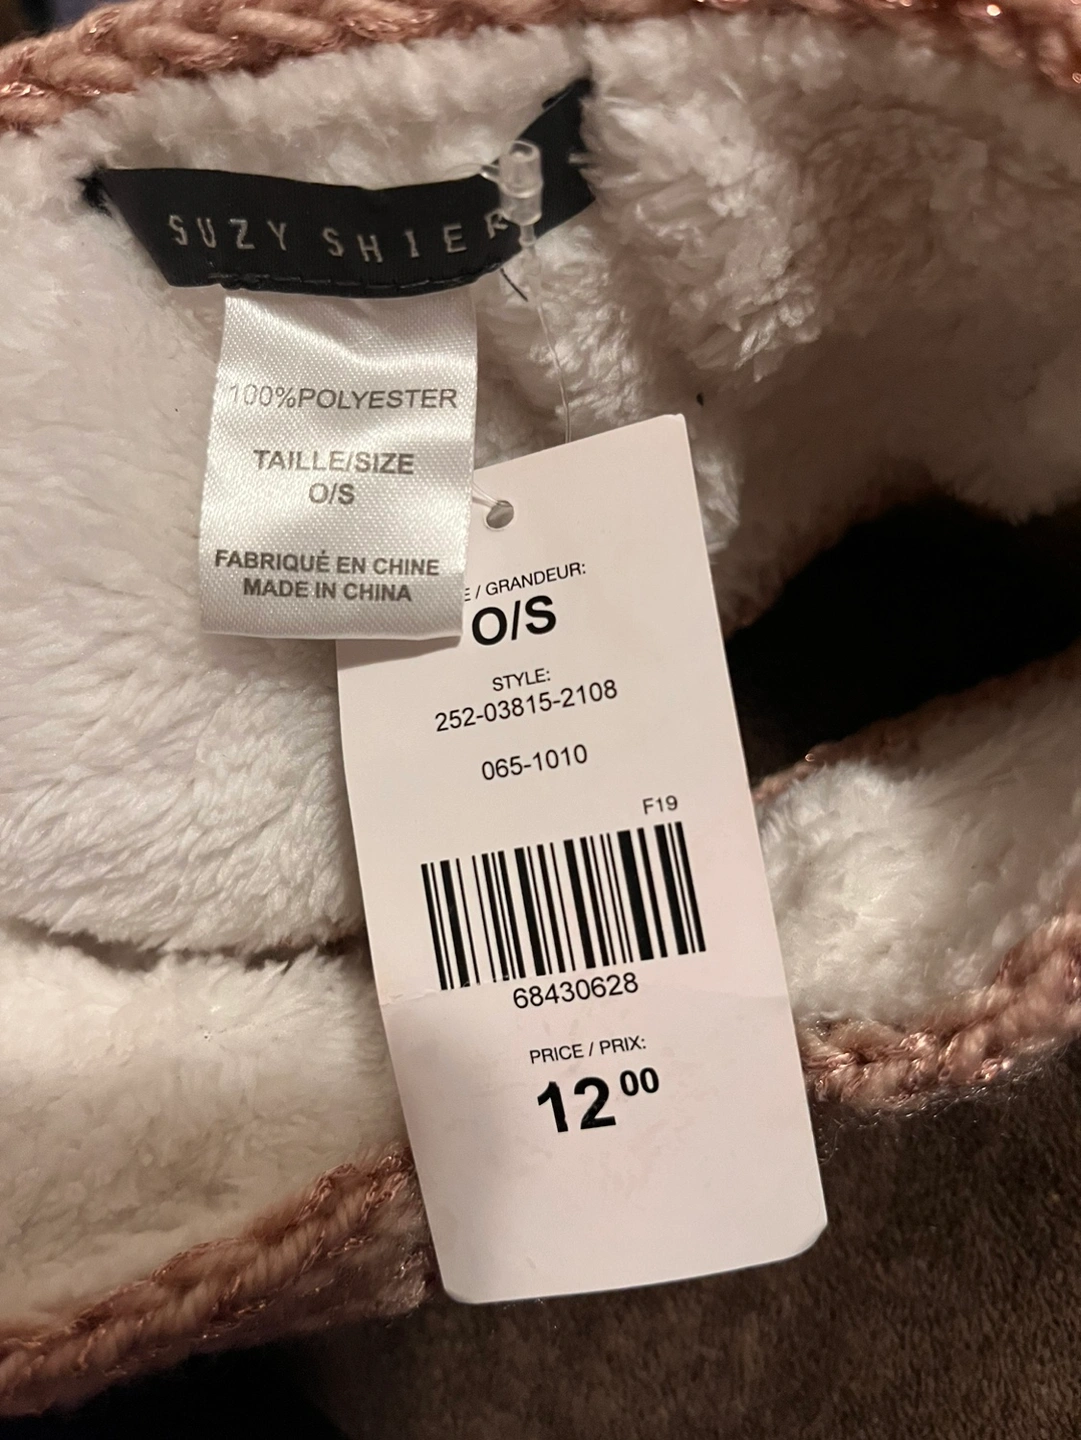 SUZY SHIER
100%POLYESTER
TAILLE/SIZE
O/S
FABRIQUÉ EN CHINE
MADE IN CHINA
/ GRANDEUR:
O/S
STYLE:
252-03815-2108
065-1010
F19
68430628
PRICE / PRIX:
12 00